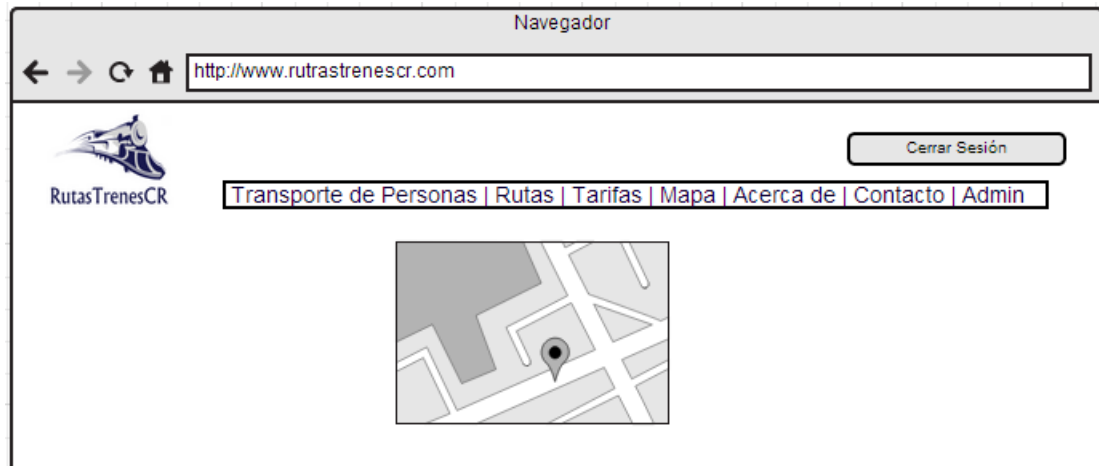 Navegador
http://www.rutrastrenescr.com
Cerrar Sesión
RutasTrenesCR
Transporte de Personas | Rutas | Tarifas | Mapa | Acerca de | Contacto | Admin